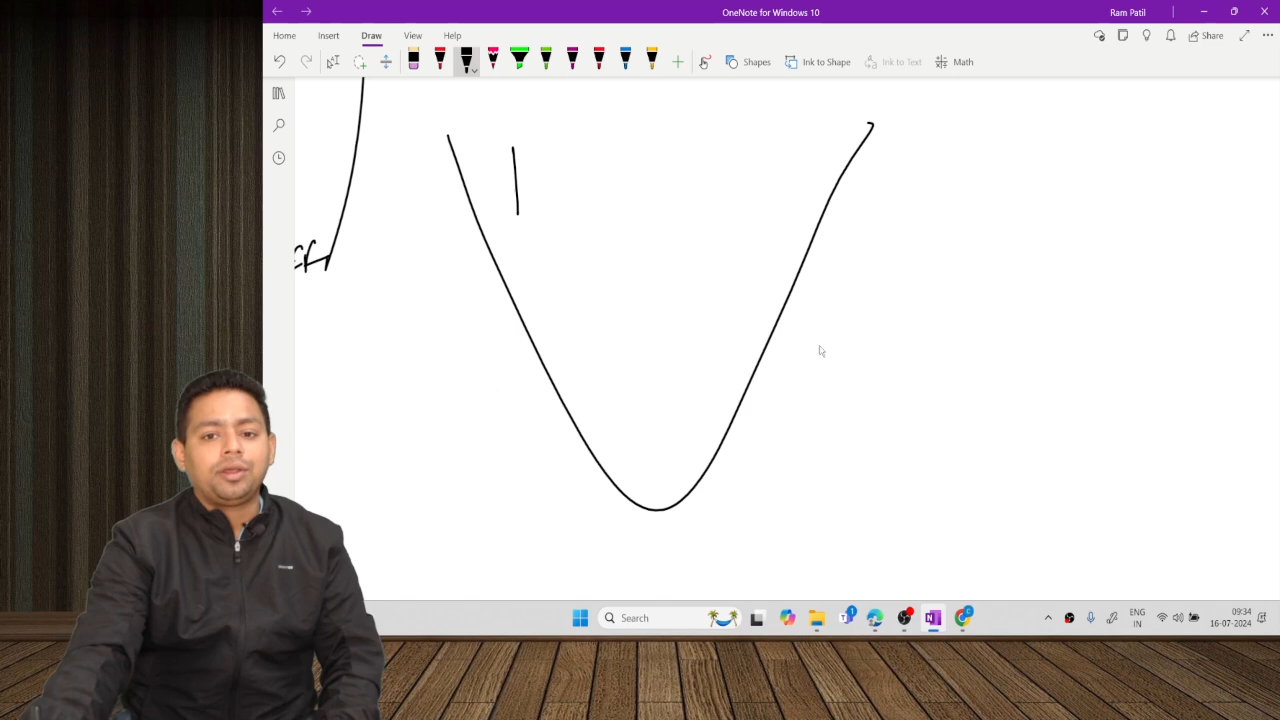 OneNote for Windows 10
Ram Patil
Home Insert Draw View Help
Share
Shapes
Ink to Shape
Ink to Text
Math
Search
ENG
IN
09:34
16-07-2024